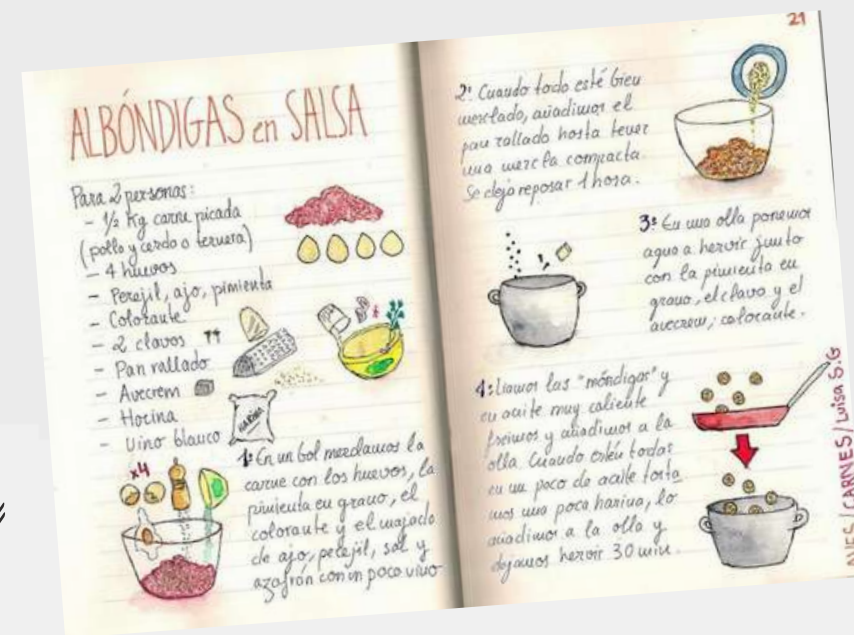 ALBÓNDIGAS en SALSA
Para 2 personas:
- 1/2 Kg carne picada
(pollo y cerdo o ternera)
- 4 huevos
- Perejil, ajo, pimienta
- Colorante
- 2 clavos
- Pan rallado
- Avecrem
- Harina
- Vino blanco
HARINA
x4
1º En un bol mezclamos la
carne con los huevos, la
pimienta en grano, el
colorante y el majado
de ajo, perejil, sal y
azafrán con un poco vino
21
2º Cuando todo esté bien
mezclado, añadimos el
pan rallado hasta tener
una mezcla compacta.
Se deja reposar 1 hora.
3º En una olla ponemos
agua a hervir junto
con la pimienta en
grano, el clavo y el
avecrem, colorante.
4º Liamos las "móndigas" y
en aceite muy caliente
freímos y añadimos a la
olla. Cuando estén todas
en un poco de aceite tosta
mos una poca harina, lo
añadimos a la olla y
dejamos hervir 30 min.
AVES / CARNES / Luisa S.G
y